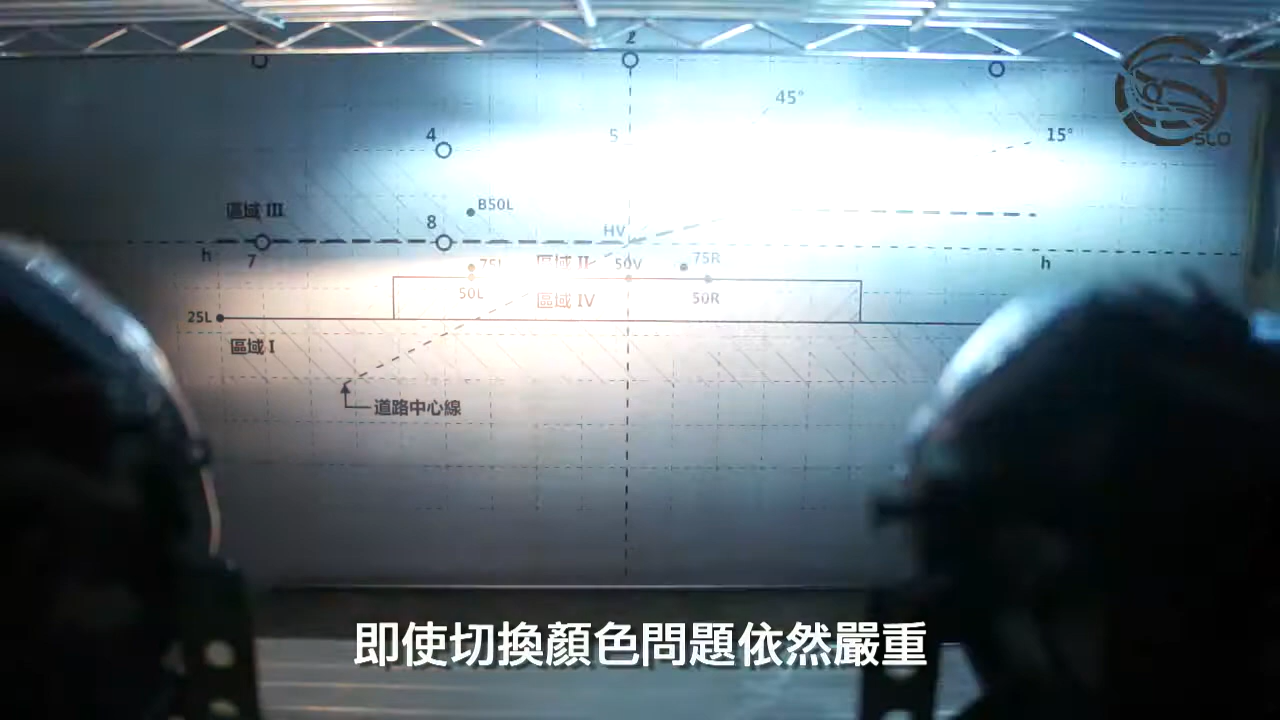 2
45°
4
5
15°
SLO
區域 III
B50L
8
HV
h
7
75L
區域 II
50V
75R
h
50L
區域 IV
50R
25L
區域 I
道路中心線
即使切換顏色問題依然嚴重